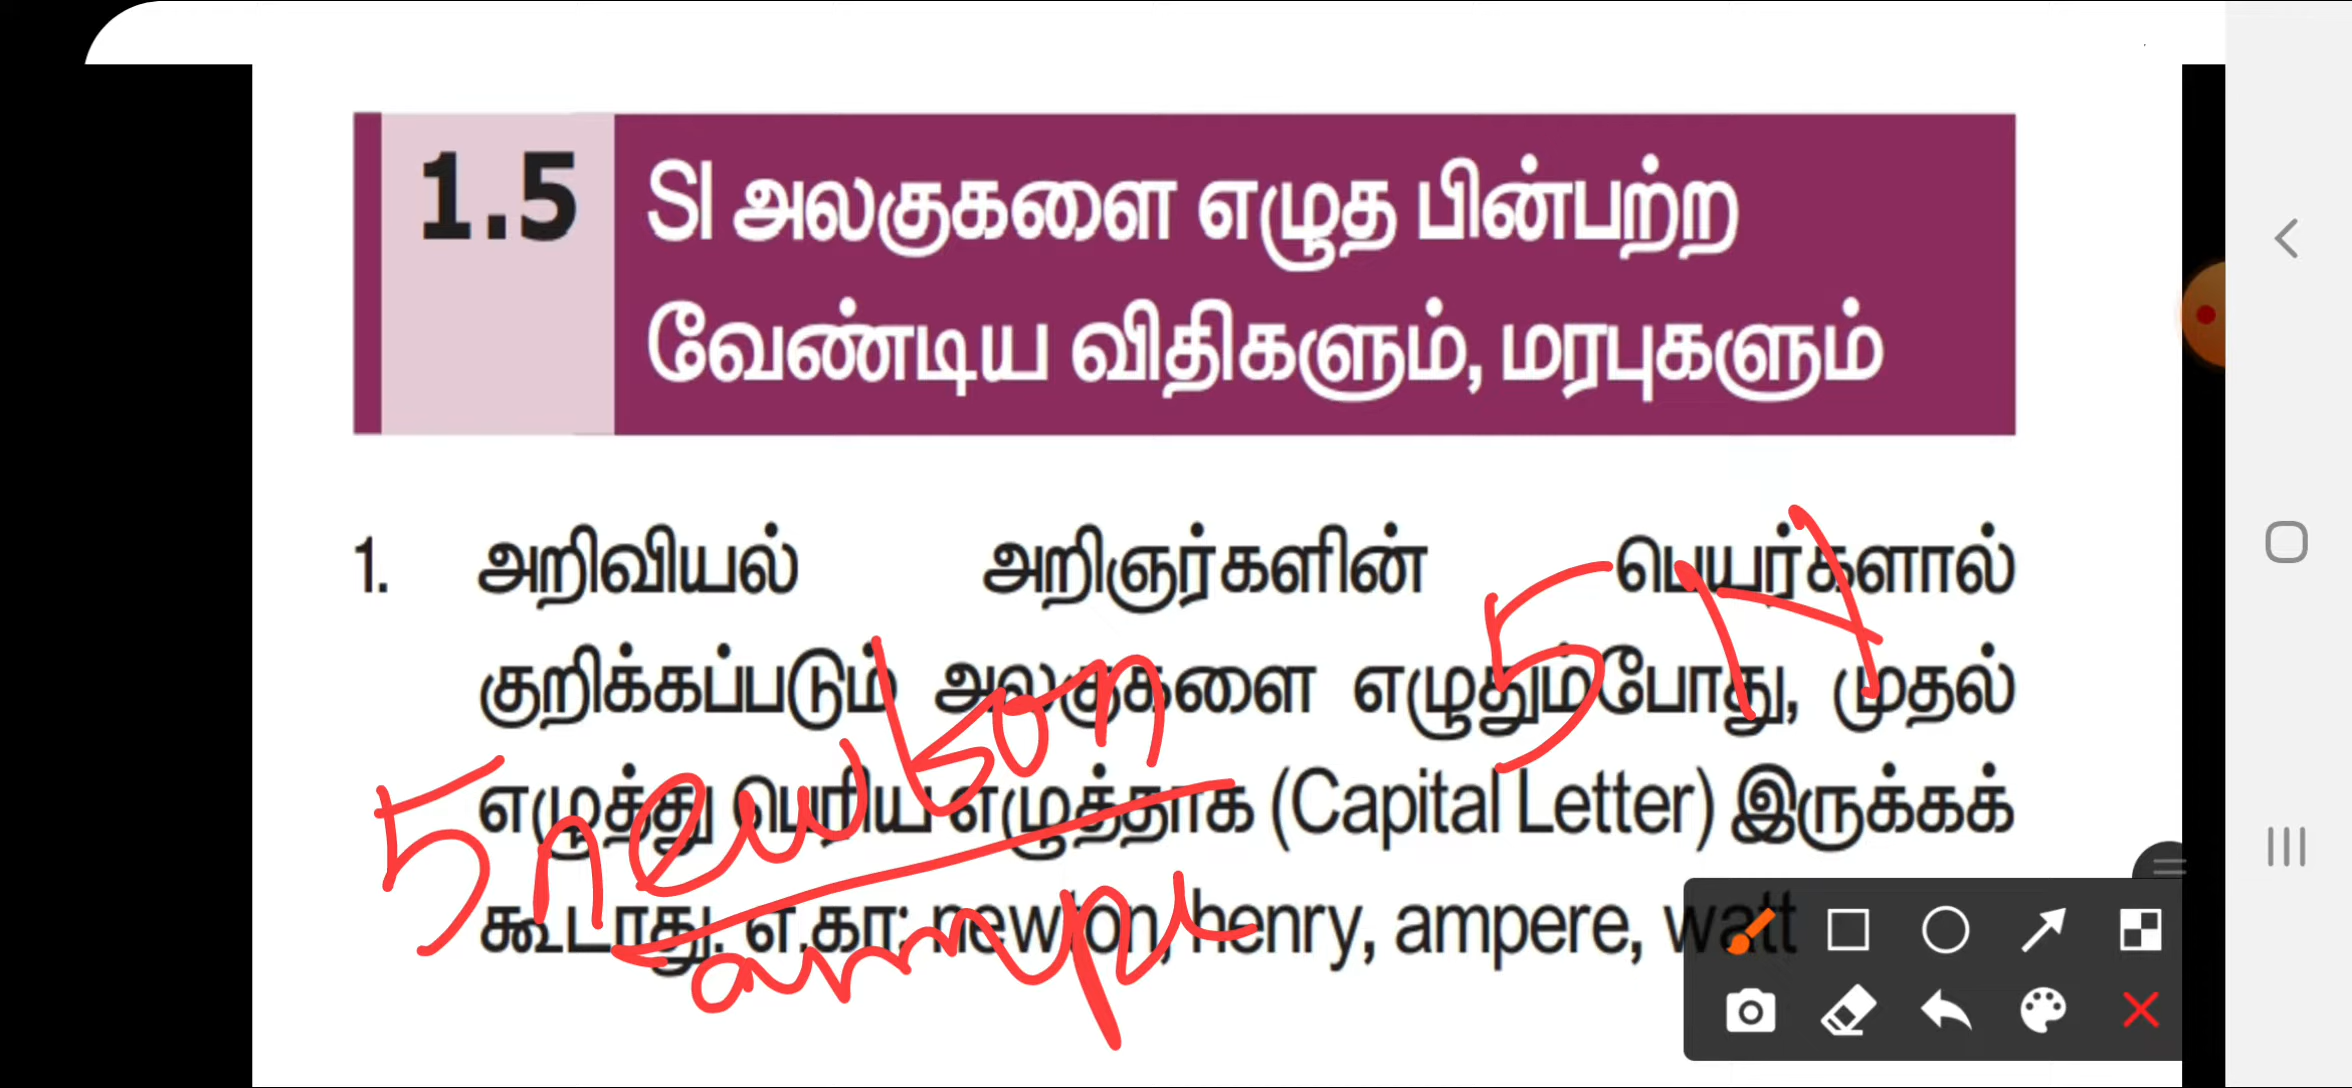 1.5 SI அலகுகளை எழுத பின்பற்ற
வேண்டிய விதிகளும், மரபுகளும்
1. அறிவியல் அறிஞர்களின் பெயர்களால்
குறிக்கப்படும் அலகுகளை எழுதும்போது, முதல்
எழுத்து பெரிய எழுத்தாக (Capital Letter) இருக்கக்
கூடாது. எ.கா: newton, henry, ampere, watt
5 N
5 newton
ampe